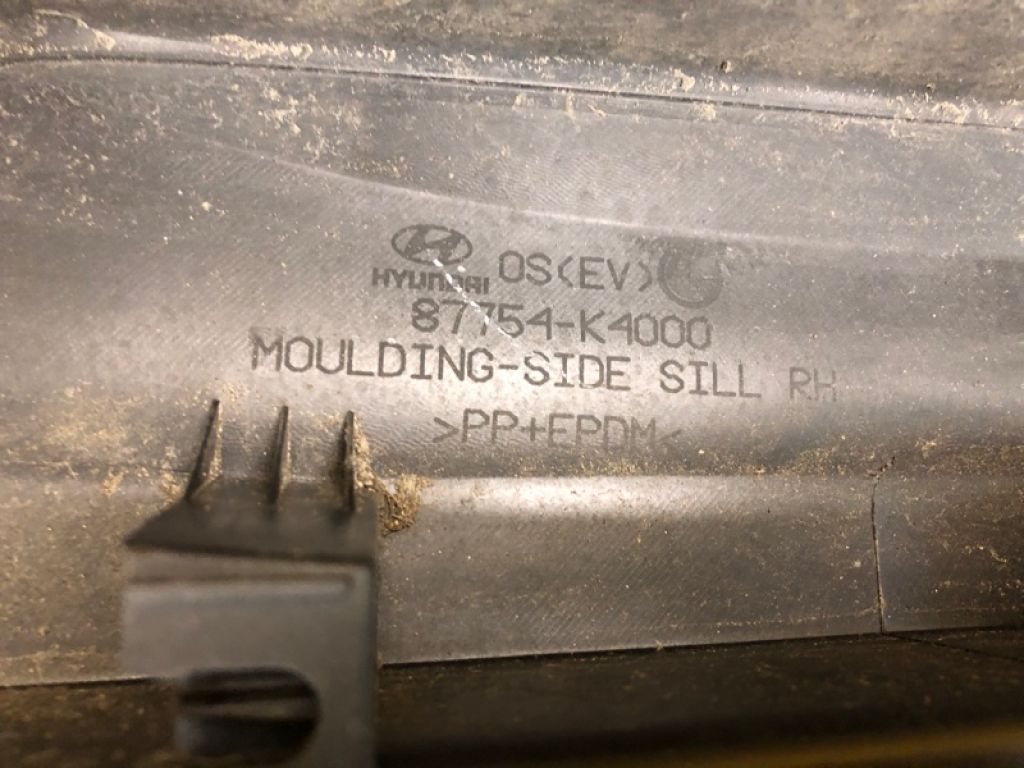 HYUNDAI OS(EV)
87754-K4000
MOULDING-SIDE SILL RH
>PP+EPDM<